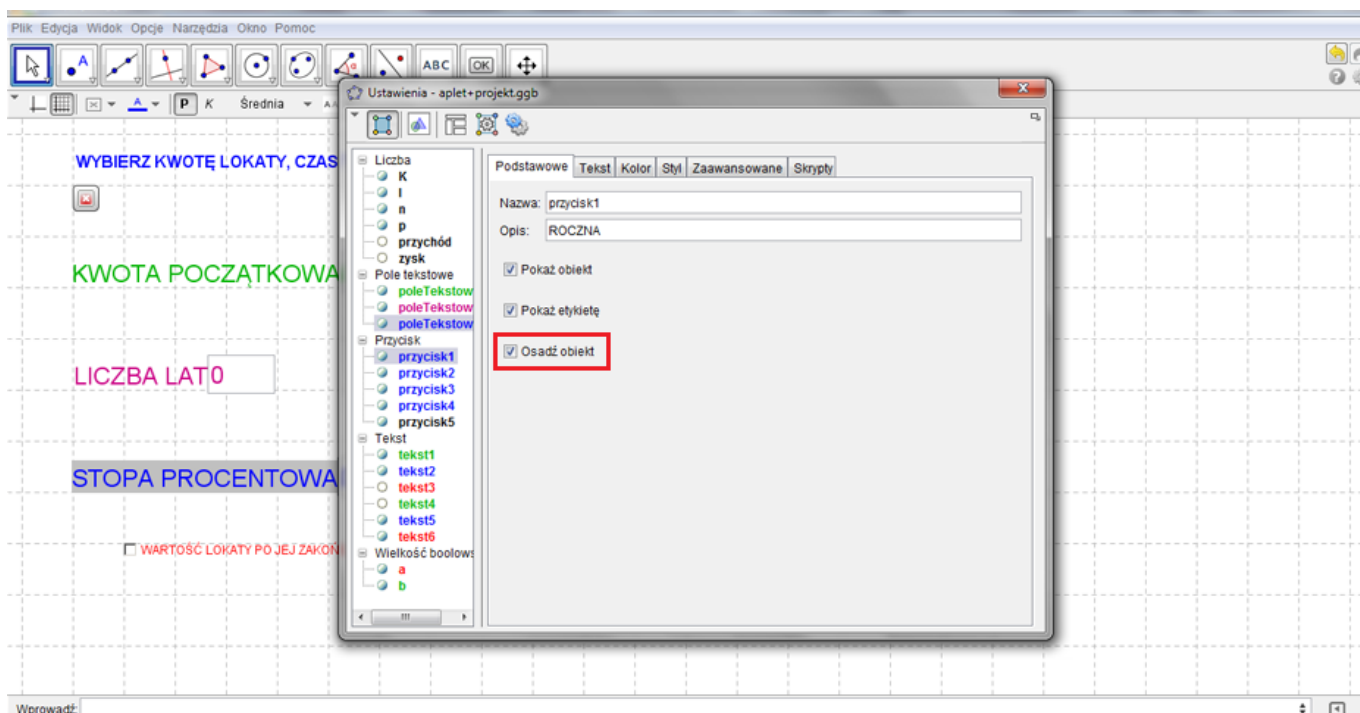 Plik Edycja Widok Opcje Narzędzia Okno Pomoc
A
α
ABC
OK
A
P K Średnia
WYBIERZ KWOTĘ LOKATY, CZAS
KWOTA POCZĄTKOWA
LICZBA LAT 0
STOPA PROCENTOWA
WARTOŚĆ LOKATY PO JEJ ZAKOŃ
Ustawienia - aplet+projekt.ggb
Liczba
K
I
n
p
przychód
zysk
Pole tekstowe
poleTekstow
poleTekstow
poleTekstow
Przycisk
przycisk1
przycisk2
przycisk3
przycisk4
przycisk5
Tekst
tekst1
tekst2
tekst3
tekst4
tekst5
tekst6
Wielkość boolows
a
b
Podstawowe Tekst Kolor Styl Zaawansowane Skrypty
Nazwa: przycisk1
Opis: ROCZNA
Pokaż obiekt
Pokaż etykietę
Osadź obiekt
Wprowadź: